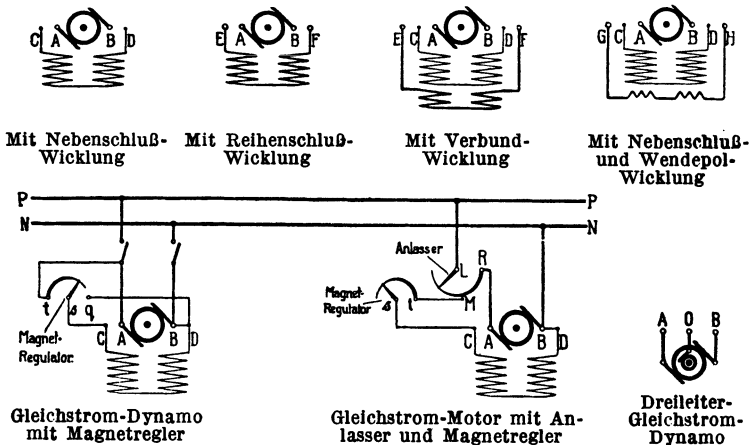 C A B D
E A B F
E C A B D F
G C A B D H
Mit Nebenschluß-
Wicklung
Mit Reihenschluß-
Wicklung
Mit Verbund-
Wicklung
Mit Nebenschluß-
und Wendepol-
Wicklung
P P
N N
t s q
Magnet-
Regulator.
C A B D
Gleichstrom-Dynamo
mit Magnetregler
Anlasser
L R
M
Magnet-
Regulator
s t
C A B D
Gleichstrom-Motor mit An-
lasser und Magnetregler
A O B
Dreileiter-
Gleichstrom-
Dynamo